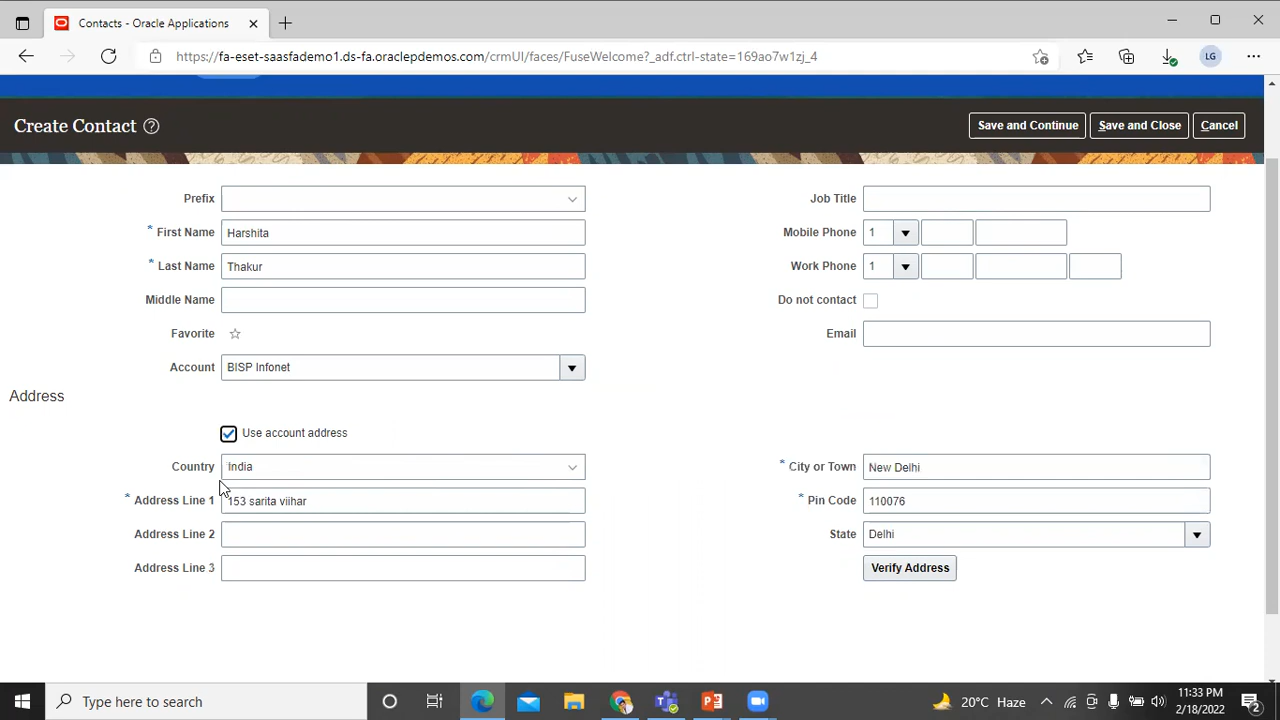 Contacts - Oracle Applications
https://fa-eset-saasfademo1.ds-fa.oraclepdemos.com/crmUI/faces/FuseWelcome?_adf.ctrl-state=169ao7w1zj_4
LG
Create Contact ?
Save and Continue
Save and Close
Cancel
Prefix
* First Name Harshita
* Last Name Thakur
Middle Name
Favorite
Account BISP Infonet
Job Title
Mobile Phone 1
Work Phone 1
Do not contact
Email
Address
Use account address
Country India
* Address Line 1 153 sarita viihar
Address Line 2
Address Line 3
* City or Town New Delhi
* Pin Code 110076
State Delhi
Verify Address
Type here to search
20°C Haze
11:33 PM
2/18/2022
2